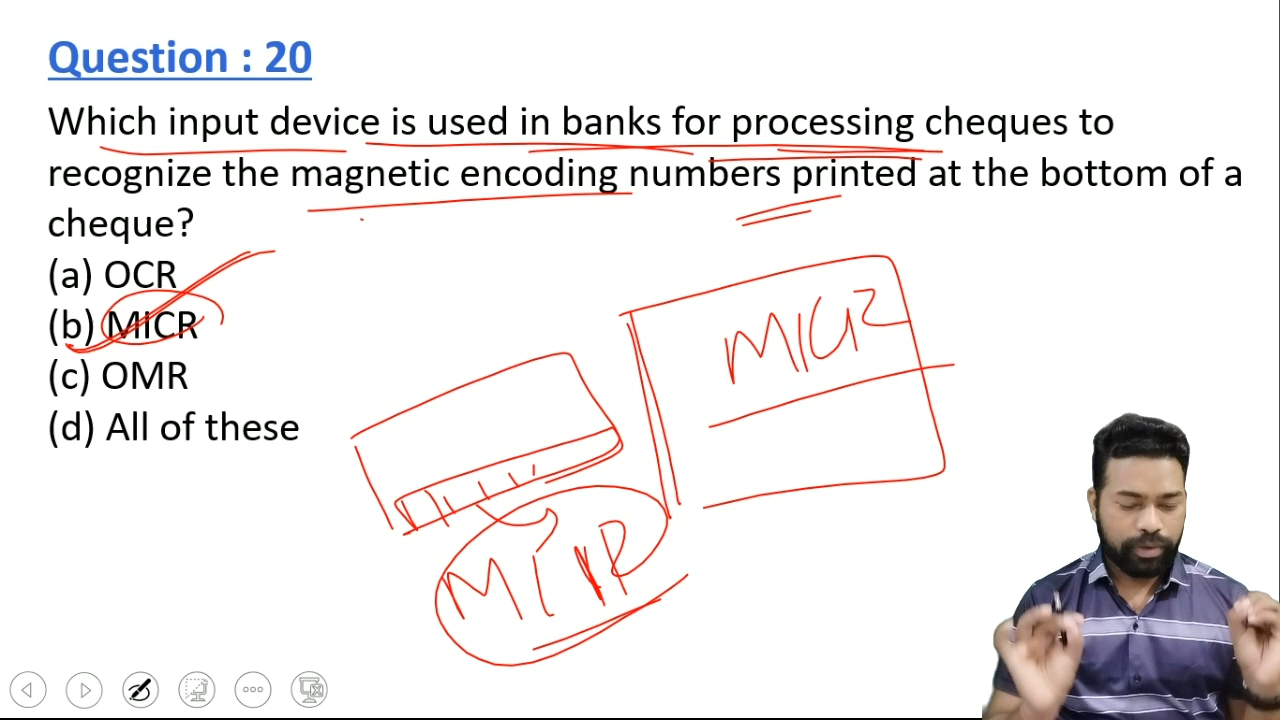 Question : 20
Which input device is used in banks for processing cheques to
recognize the magnetic encoding numbers printed at the bottom of a
cheque?
(a) OCR
(b) MICR
(c) OMR
(d) All of these
MICR